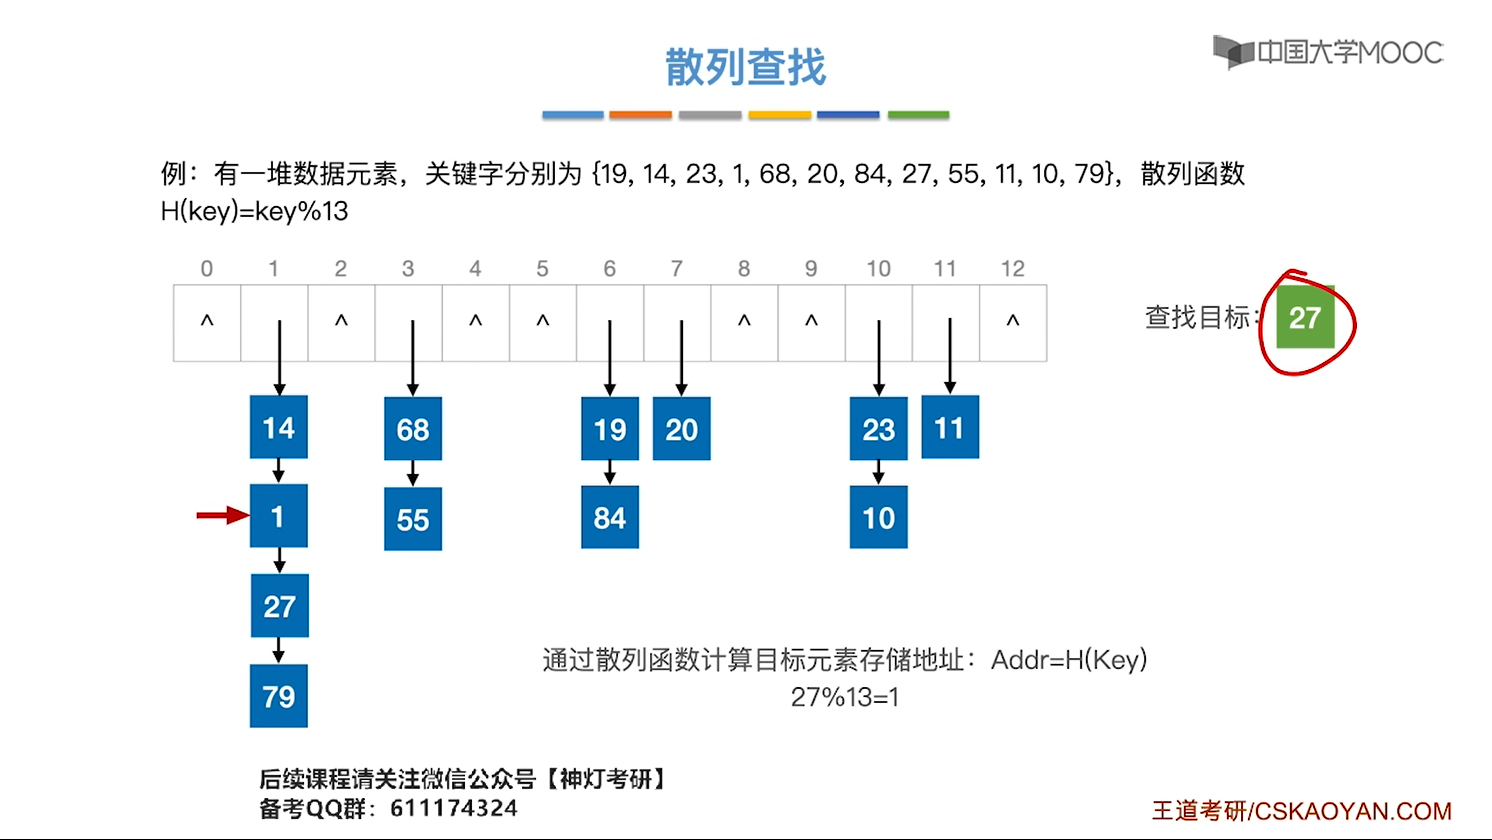 中国大学MOOC
散列查找
例：有一堆数据元素，关键字分别为 {19, 14, 23, 1, 68, 20, 84, 27, 55, 11, 10, 79}，散列函数
H(key)=key%13
0 1 2 3 4 5 6 7 8 9 10 11 12
^ ^ ^ ^ ^ ^ ^
查找目标：27
14 68 19 20 23 11
1 55 84 10
27
79
通过散列函数计算目标元素存储地址：Addr=H(Key)
27%13=1
后续课程请关注微信公众号【神灯考研】
备考QQ群：611174324
王道考研/CSKAOYAN.COM